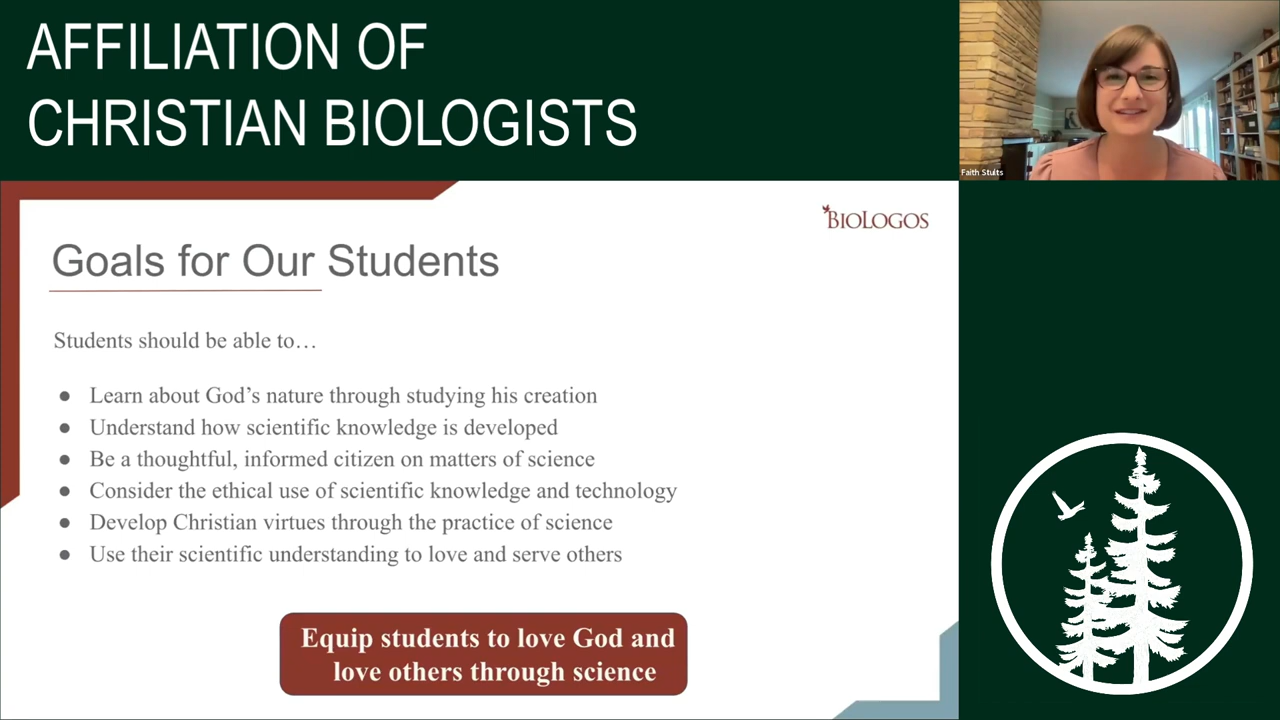 AFFILIATION OF
CHRISTIAN BIOLOGISTS
Faith Stults
BIOLOGOS
Goals for Our Students
Students should be able to…
● Learn about God’s nature through studying his creation
● Understand how scientific knowledge is developed
● Be a thoughtful, informed citizen on matters of science
● Consider the ethical use of scientific knowledge and technology
● Develop Christian virtues through the practice of science
● Use their scientific understanding to love and serve others
Equip students to love God and
love others through science